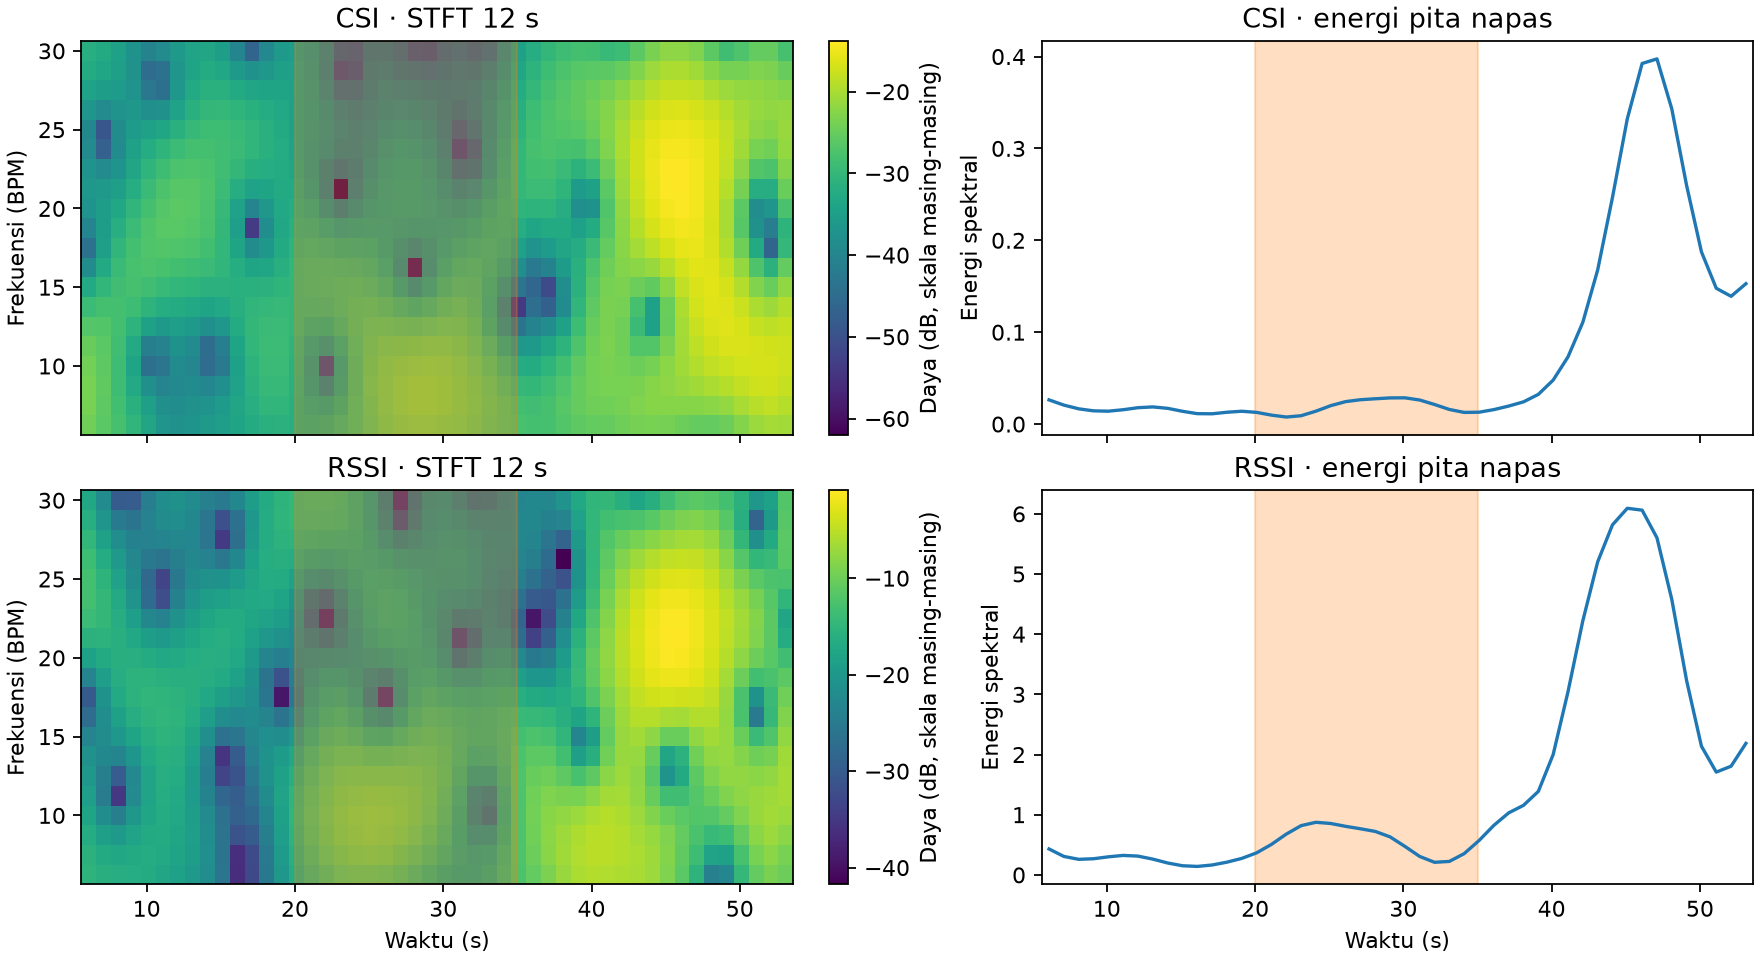 CSI · STFT 12 s
30
25
20
15
10
Frekuensi (BPM)
−20
−30
−40
−50
−60
Daya (dB, skala masing-masing)
CSI · energi pita napas
0.4
0.3
0.2
0.1
0.0
Energi spektral
RSSI · STFT 12 s
30
25
20
15
10
Frekuensi (BPM)
10 20 30 40 50
Waktu (s)
−10
−20
−30
−40
Daya (dB, skala masing-masing)
RSSI · energi pita napas
6
5
4
3
2
1
0
Energi spektral
10 20 30 40 50
Waktu (s)